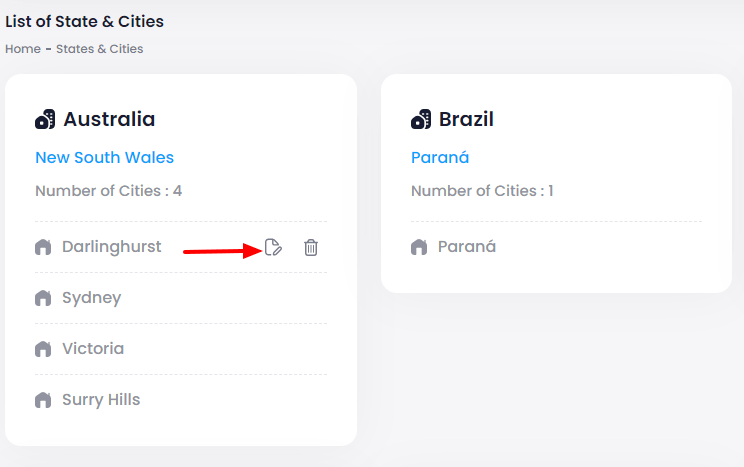 List of State & Cities
Home - States & Cities
Australia
New South Wales
Number of Cities : 4
Darlinghurst
Sydney
Victoria
Surry Hills
Brazil
Paraná
Number of Cities : 1
Paraná